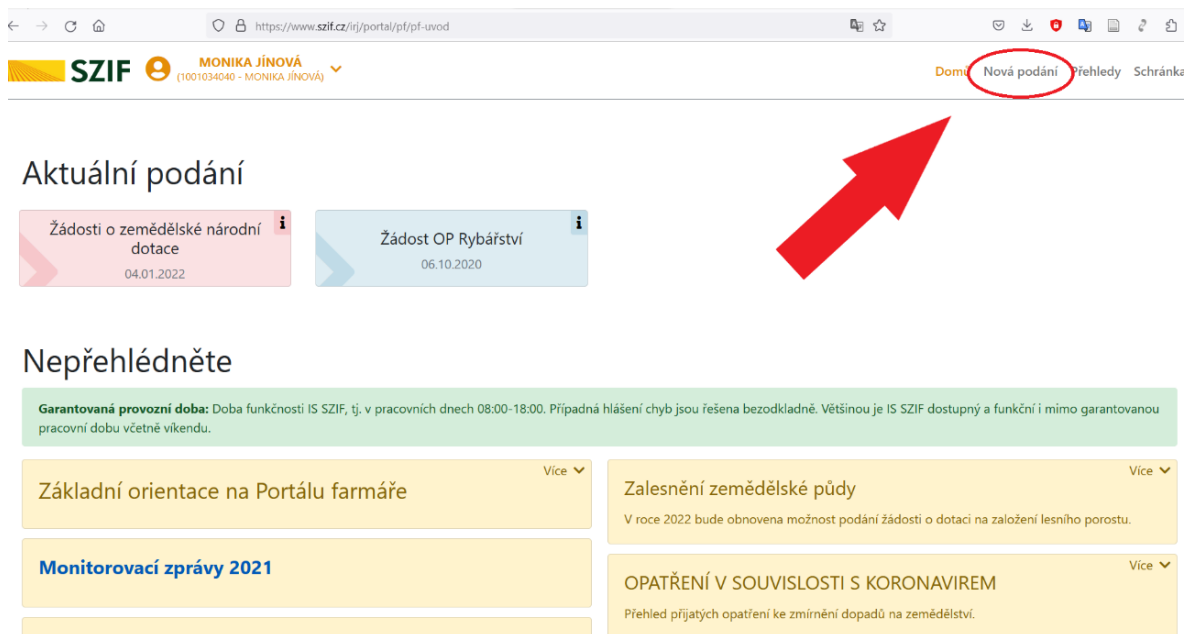 https://www.szif.cz/irj/portal/pf/pf-uvod
SZIF
MONIKA JÍNOVÁ
(1001034040 - MONIKA JÍNOVÁ)
Domů Nová podání Přehledy Schránka
Aktuální podání
Žádosti o zemědělské národní
dotace
04.01.2022
Žádost OP Rybářství
06.10.2020
Nepřehlédněte
Garantovaná provozní doba: Doba funkčnosti IS SZIF, tj. v pracovních dnech 08:00-18:00. Případná hlášení chyb jsou řešena bezodkladně. Většinou je IS SZIF dostupný a funkční i mimo garantovanou
pracovní dobu včetně víkendu.
Základní orientace na Portálu farmáře
Více
Monitorovací zprávy 2021
Zalesnění zemědělské půdy
Více
V roce 2022 bude obnovena možnost podání žádosti o dotaci na založení lesního porostu.
OPATŘENÍ V SOUVISLOSTI S KORONAVIREM
Více
Přehled přijatých opatření ke zmírnění dopadů na zemědělství.